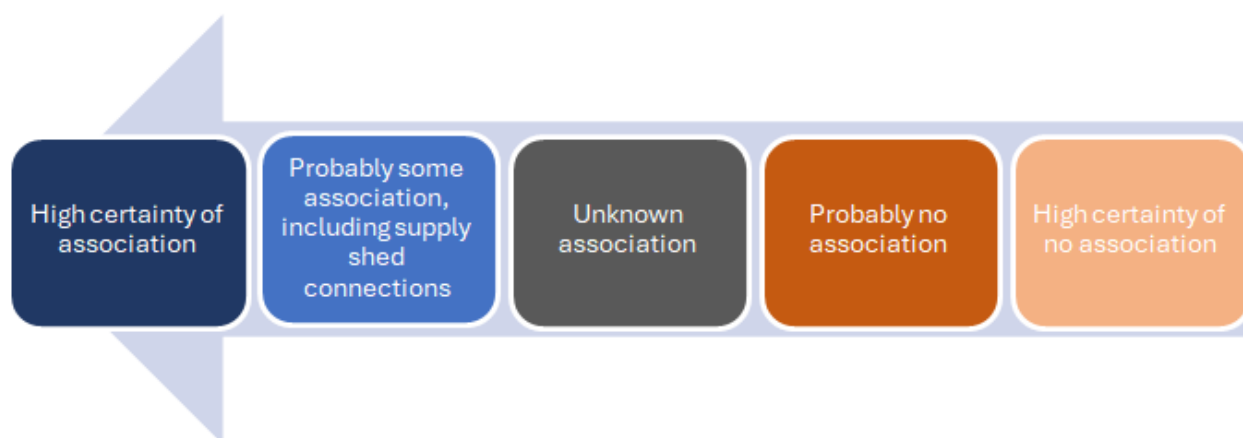 High certainty of
association
Probably some
association,
including supply
shed
connections
Unknown
association
Probably no
association
High certainty of
no association